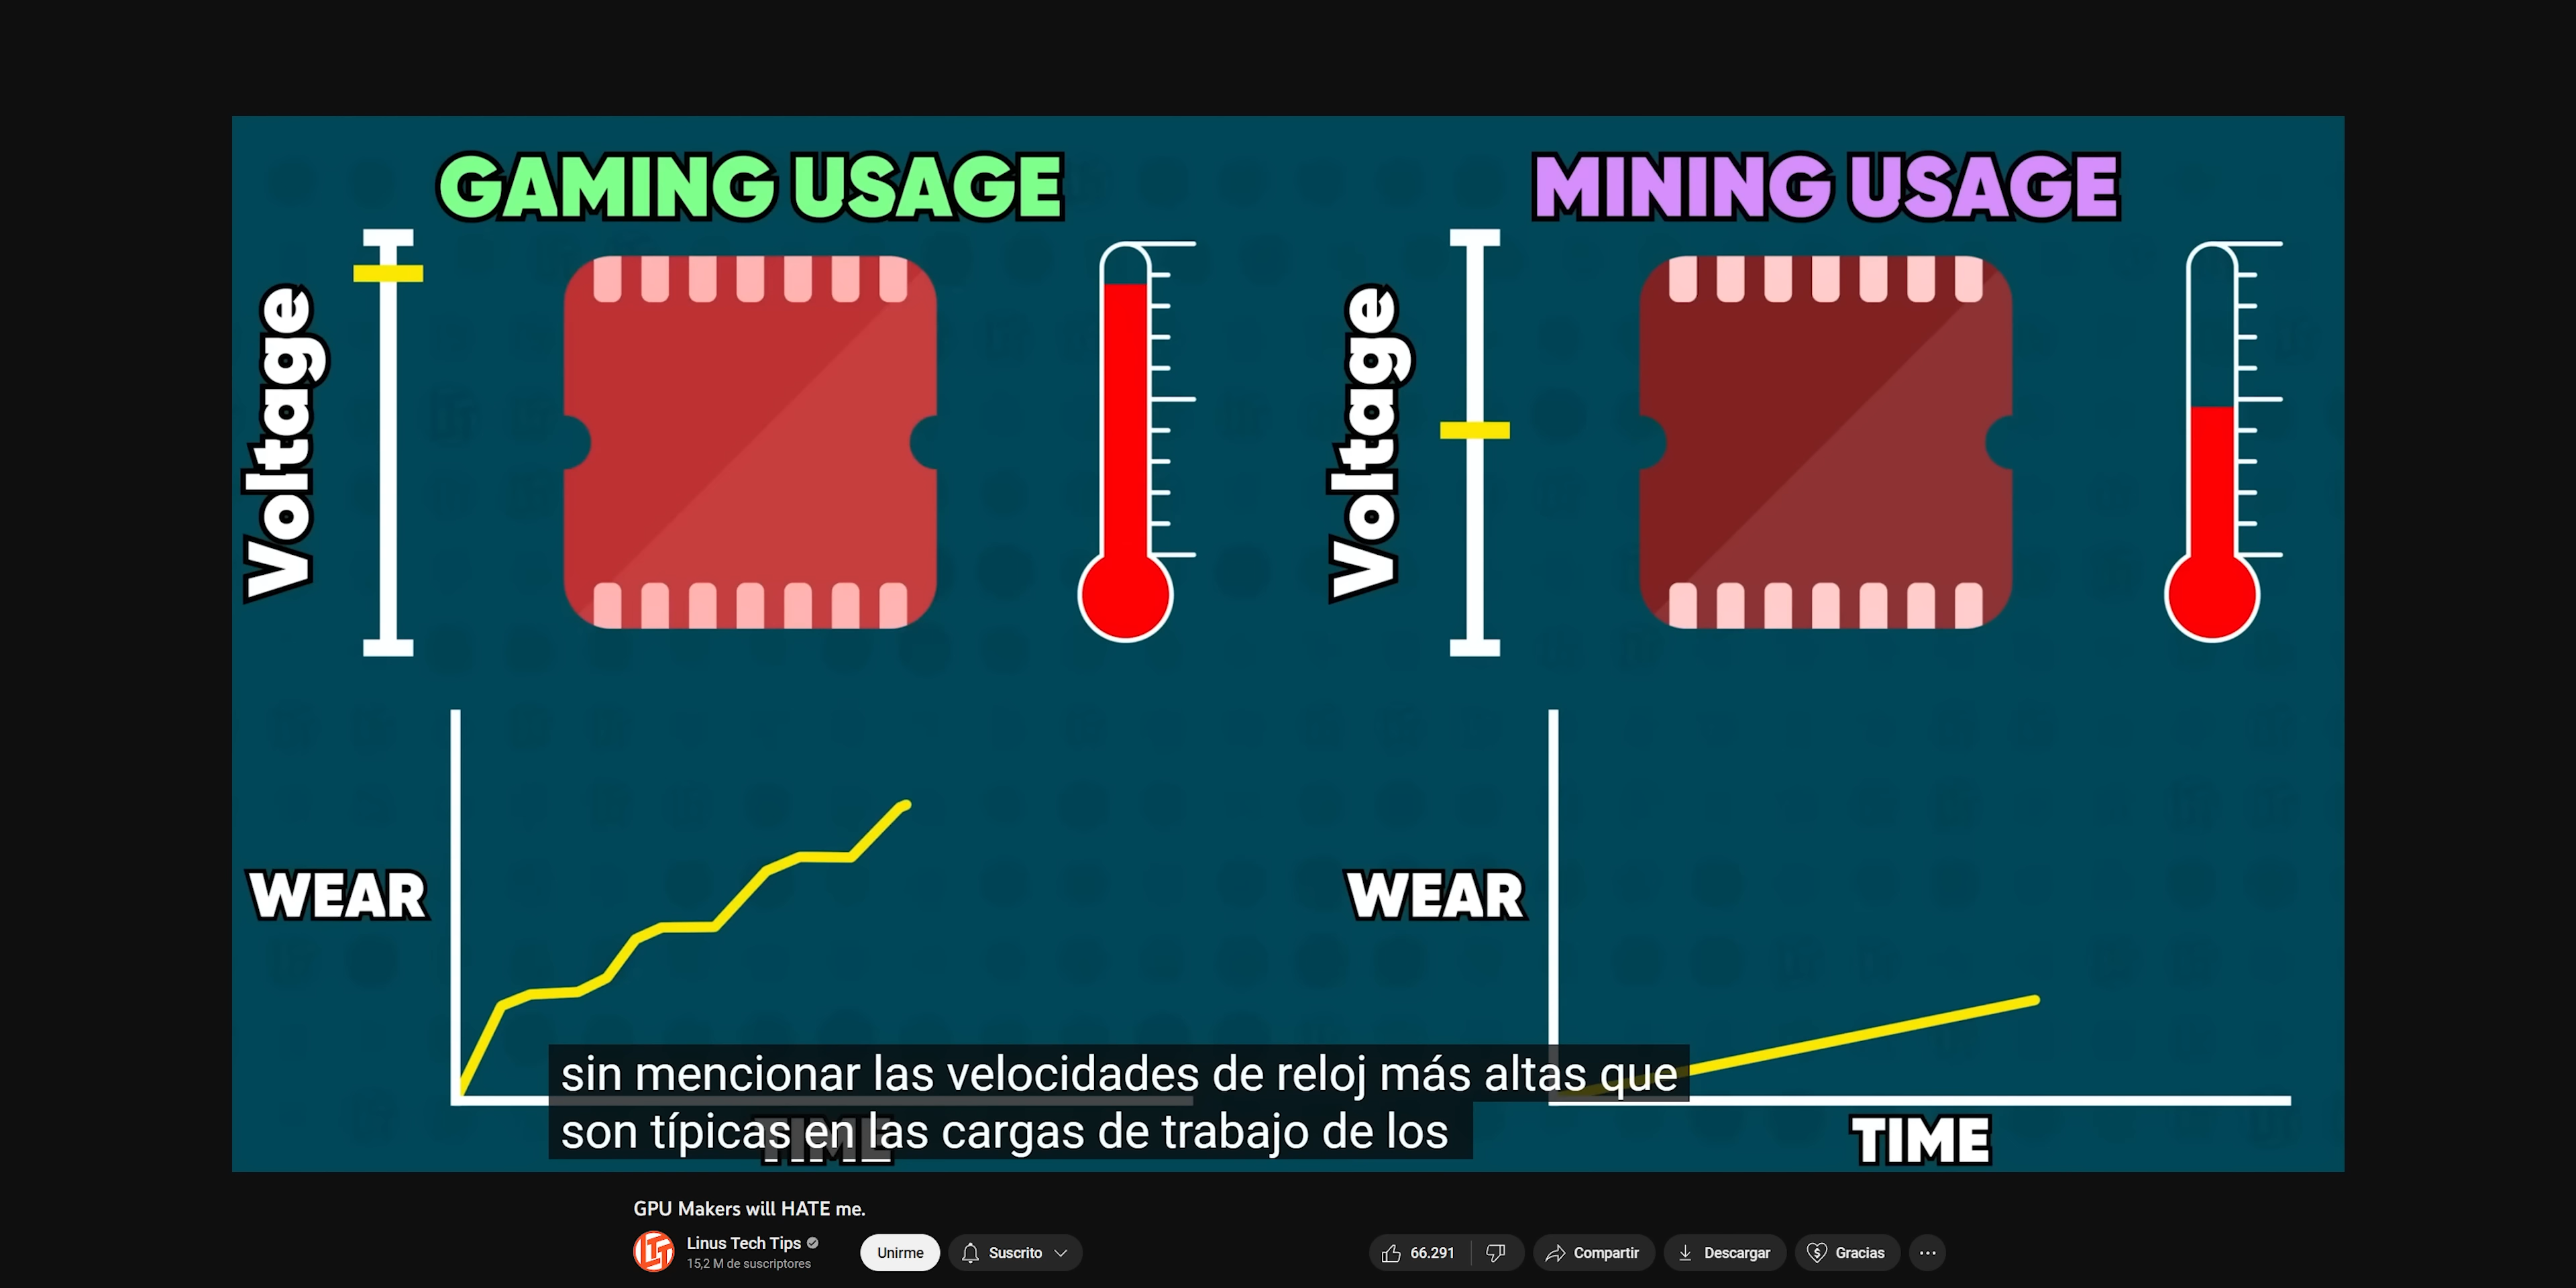 GAMING USAGE
MINING USAGE
Voltage
Voltage
WEAR
WEAR
sin mencionar las velocidades de reloj más altas que
son típicas en las cargas de trabajo de los
TIME
TIME
GPU Makers will HATE me.
Linus Tech Tips
15,2 M de suscriptores
Unirme
Suscrito
66.291
Compartir
Descargar
Gracias